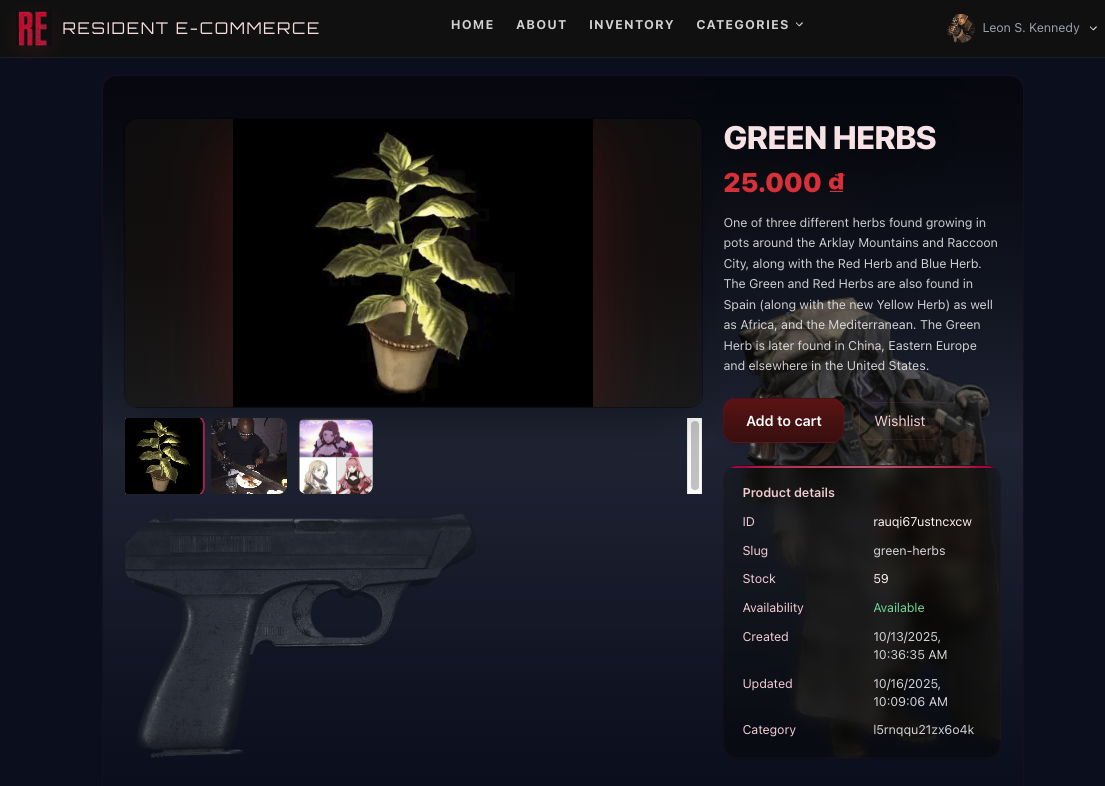 RE RESIDENT E-COMMERCE
HOME ABOUT INVENTORY CATEGORIES
Leon S. Kennedy
GREEN HERBS
25.000 ₫
One of three different herbs found growing in
pots around the Arklay Mountains and Raccoon
City, along with the Red Herb and Blue Herb.
The Green and Red Herbs are also found in
Spain (along with the new Yellow Herb) as well
as Africa, and the Mediterranean. The Green
Herb is later found in China, Eastern Europe
and elsewhere in the United States.
Add to cart Wishlist
Product details
ID rauqi67ustncxcw
Slug green-herbs
Stock 59
Availability Available
Created 10/13/2025,
10:36:35 AM
Updated 10/16/2025,
10:09:06 AM
Category l5rnqqu21zx6o4k